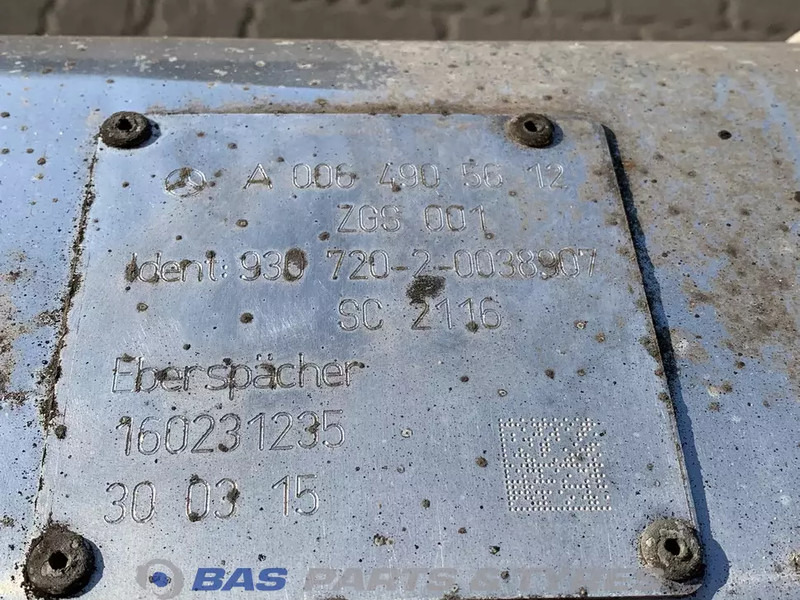 A 006 490 56 12
ZGS 001
Ident: 930 720-2-0038907
SC 2116
Eberspächer
160231235
30 03 15
BAS PARTS & TYRES